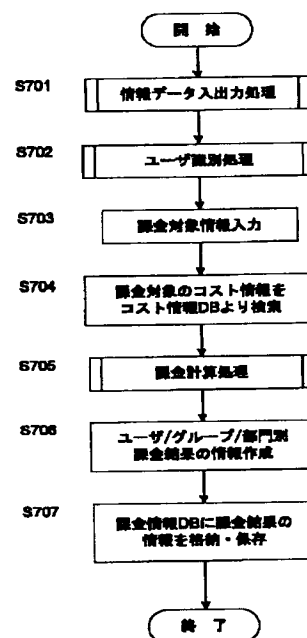 開 始
S701
情報データ入出力処理
S702
ユーザ識別処理
S703
課金対象情報入力
S704
課金対象のコスト情報を
コスト情報DBより検索
S705
課金計算処理
S706
ユーザ/グループ/部門別
課金結果の情報作成
S707
課金情報DBに課金結果の
情報を格納・保存
終 了